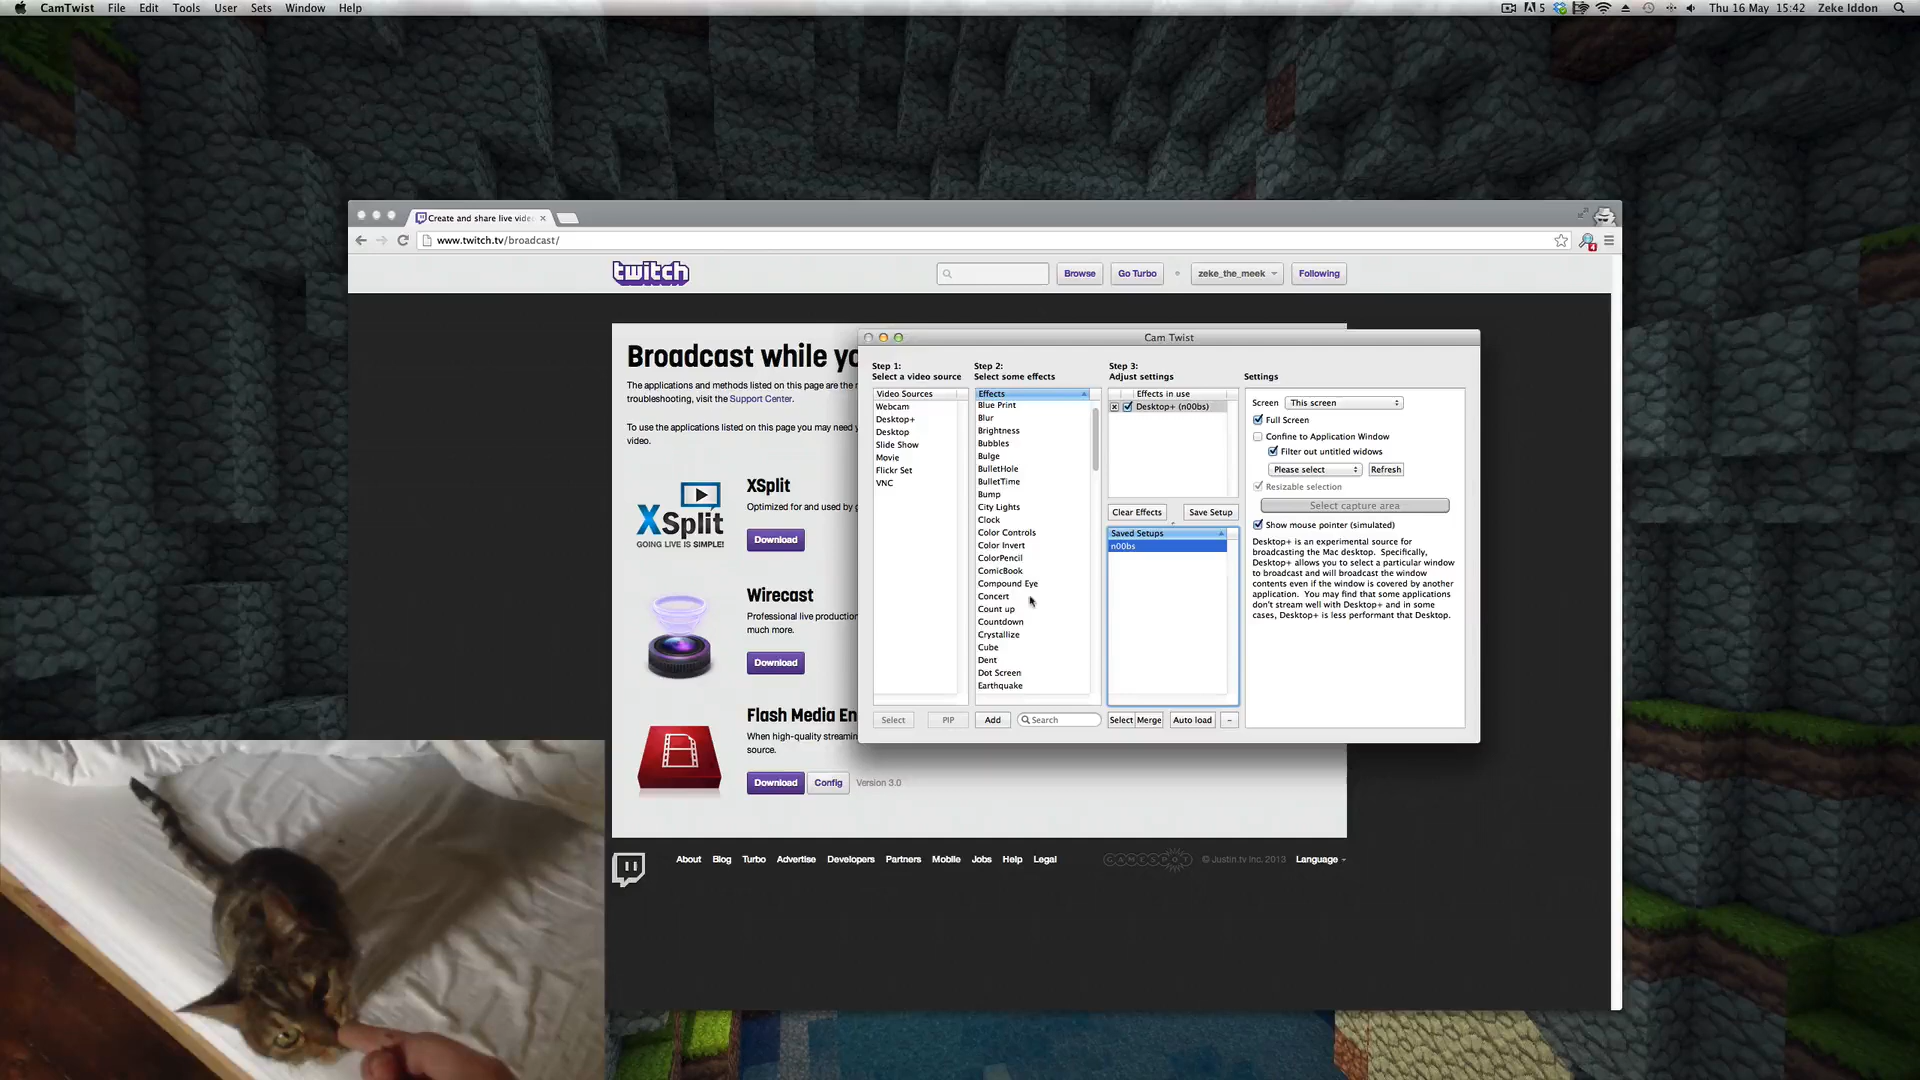 CamTwist File Edit Tools User Sets Window Help
5 Thu 16 May 15:42 Zeke Iddon
Create and share live vide
www.twitch.tv/broadcast/
4
twitch
Browse Go Turbo zeke_the_meek Following
Broadcast while yo
The applications and methods listed on this page are the r
troubleshooting, visit the Support Center.
To use the applications listed on this page you may need y
video.
XSplit
GOING LIVE IS SIMPLE!
XSplit
Optimized for and used by g
Download
Wirecast
Professional live production
much more.
Download
Flash Media En
When high-quality streamin
source.
Download Config Version 3.0
About Blog Turbo Advertise Developers Partners Mobile Jobs Help Legal
GAMESPOT © Justin.tv Inc. 2013 Language
Cam Twist
Step 1:
Select a video source
Video Sources
Webcam
Desktop+
Desktop
Slide Show
Movie
Flickr Set
VNC
Select PIP
Step 2:
Select some effects
Effects
Blue Print
Blur
Brightness
Bubbles
Bulge
BulletHole
BulletTime
Bump
City Lights
Clock
Color Controls
Color Invert
ColorPencil
ComicBook
Compound Eye
Concert
Count up
Countdown
Crystallize
Cube
Dent
Dot Screen
Earthquake
Add Search
Step 3:
Adjust settings
Effects in use
Desktop+ (n00bs)
Clear Effects Save Setup
Saved Setups
n00bs
Select Merge Auto load -
Settings
Screen This screen
Full Screen
Confine to Application Window
Filter out untitled widows
Please select Refresh
Resizable selection
Select capture area
Show mouse pointer (simulated)
Desktop+ is an experimental source for
broadcasting the Mac desktop. Specifically,
Desktop+ allows you to select a particular window
to broadcast and will broadcast the window
contents even if the window is covered by another
application. You may find that some applications
don't stream well with Desktop+ and in some
cases, Desktop+ is less performant that Desktop.